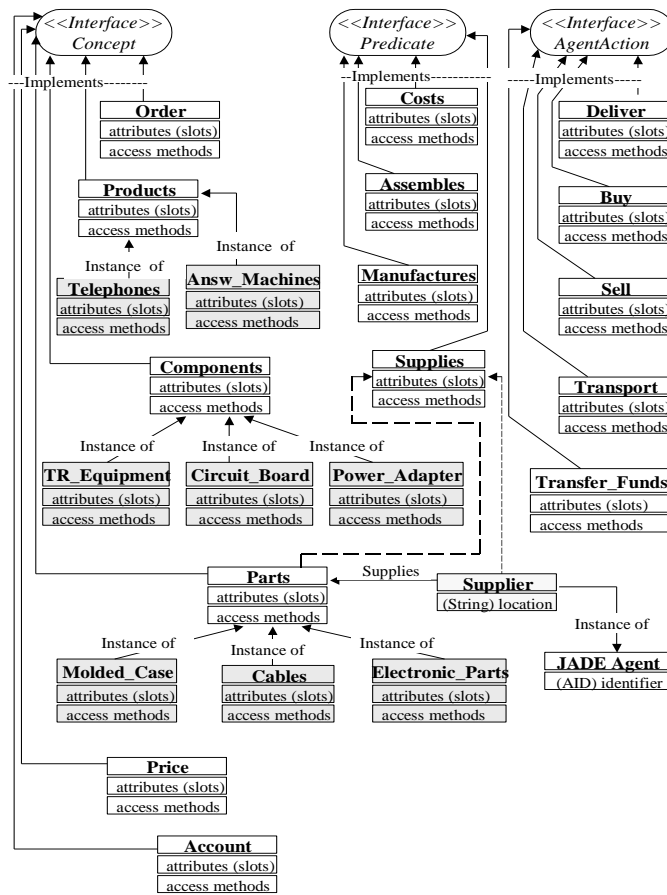 <<Interface>>
Concept
<<Interface>>
Predicate
<<Interface>>
AgentAction
---Implements--------
--Implements-------
--Implements-------
Order
attributes (slots)
access methods
Costs
attributes (slots)
access methods
Deliver
attributes (slots)
access methods
Products
attributes (slots)
access methods
Assembles
attributes (slots)
access methods
Buy
attributes (slots)
access methods
Instance of
Instance of
Telephones
attributes (slots)
access methods
Answ_Machines
attributes (slots)
access methods
Manufactures
attributes (slots)
access methods
Sell
attributes (slots)
access methods
Components
attributes (slots)
access methods
Supplies
attributes (slots)
access methods
Transport
attributes (slots)
access methods
Instance of
Instance of
Instance of
TR_Equipment
attributes (slots)
access methods
Circuit_Board
attributes (slots)
access methods
Power_Adapter
attributes (slots)
access methods
Transfer_Funds
attributes (slots)
access methods
Parts
attributes (slots)
access methods
Supplies
Supplier
(String) location
Instance of
Instance of
Instance of
Instance of
Molded_Case
attributes (slots)
access methods
Cables
attributes (slots)
access methods
Electronic_Parts
attributes (slots)
access methods
JADE Agent
(AID) identifier
Price
attributes (slots)
access methods
Account
attributes (slots)
access methods